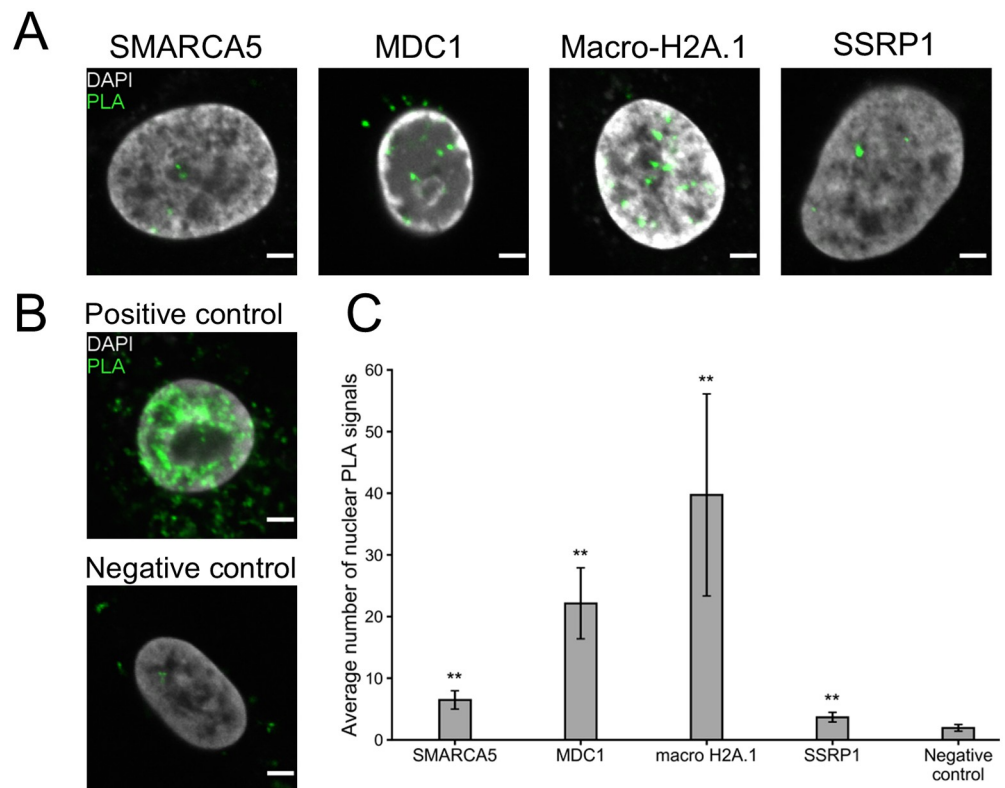 A
SMARCA5
MDC1
Macro-H2A.1
SSRP1
DAPI
PLA
B
Positive control
DAPI
PLA
Negative control
C
Average number of nuclear PLA signals
60
50
40
30
20
10
0
**
**
**
**
SMARCA5
MDC1
macro H2A.1
SSRP1
Negative
control